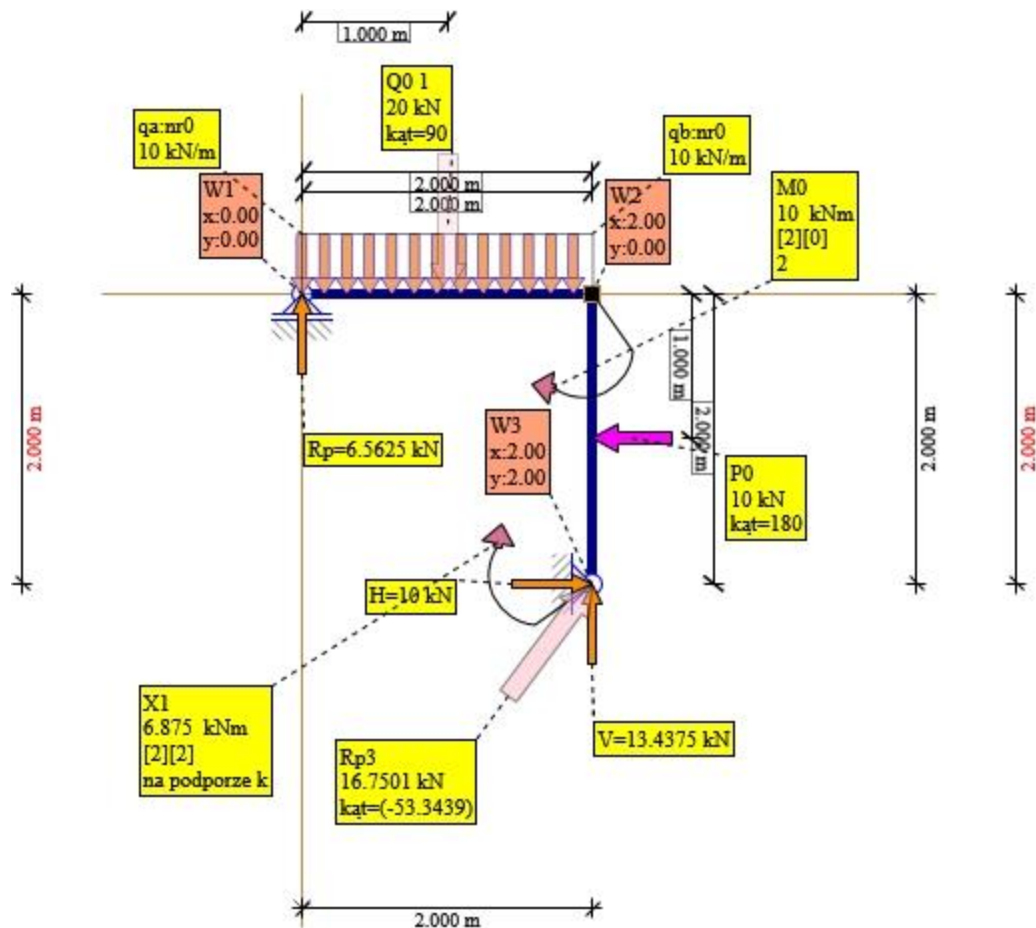 1.000 m
Q0 1
20 kN
kąt=90
qa:nr0
10 kN/m
qb:nr0
10 kN/m
2.000 m
2.000 m
W1
x:0.00
y:0.00
W2
x:2.00
y:0.00
M0
10 kNm
[2][0]
2
1.000 m
2.000 m
2.000 m
2.000 m
2.000 m
W3
x:2.00
y:2.00
Rp=6.5625 kN
P0
10 kN
kąt=180
H=10 kN
X1
6.875 kNm
[2][2]
na podporze k
Rp3
16.7501 kN
kąt=(-53.3439)
V=13.4375 kN
2.000 m